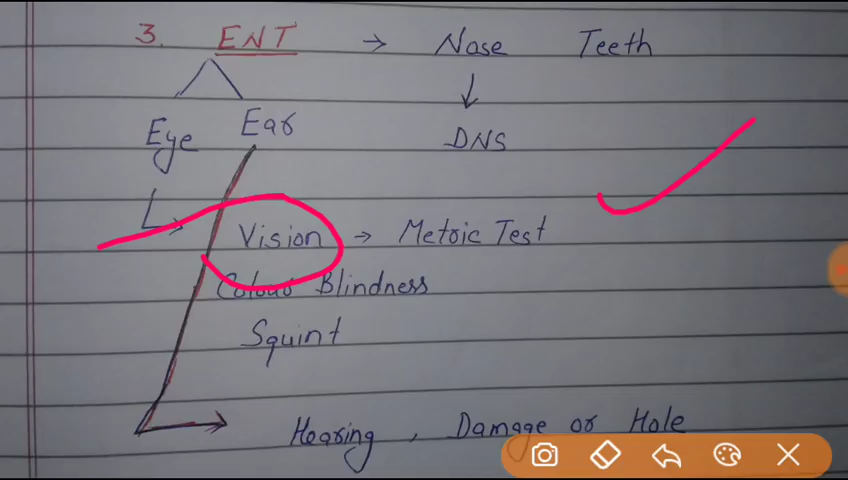 3. ENT → Nose Teeth
Eye Ear DNS
Vision → Metric Test
Colour Blindness
Squint
Hearing, Damage or Hole